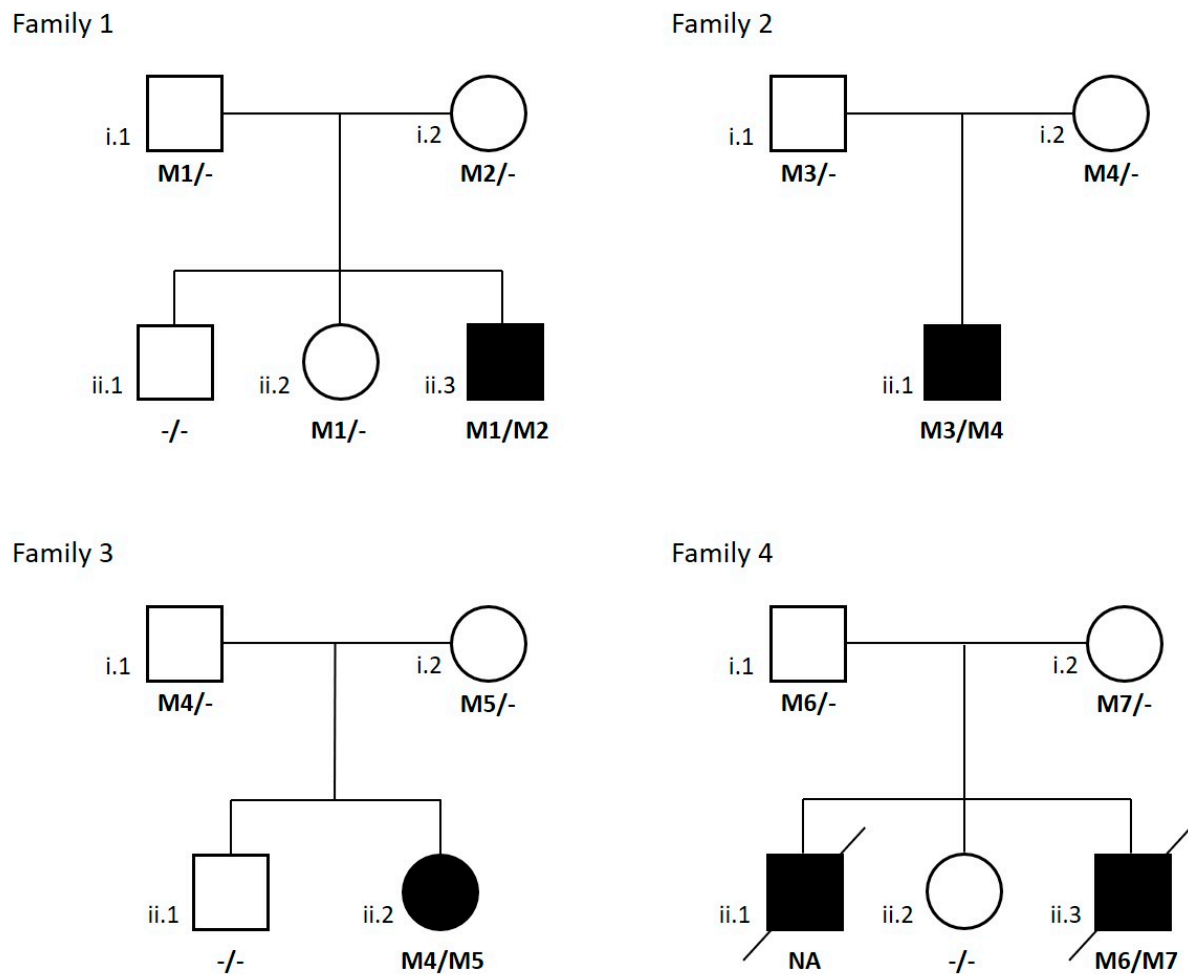 Family 1
i.1
M1/-
i.2
M2/-
ii.1
-/-
ii.2
M1/-
ii.3
M1/M2
Family 2
i.1
M3/-
i.2
M4/-
ii.1
M3/M4
Family 3
i.1
M4/-
i.2
M5/-
ii.1
-/-
ii.2
M4/M5
Family 4
i.1
M6/-
i.2
M7/-
ii.1
NA
ii.2
-/-
ii.3
M6/M7